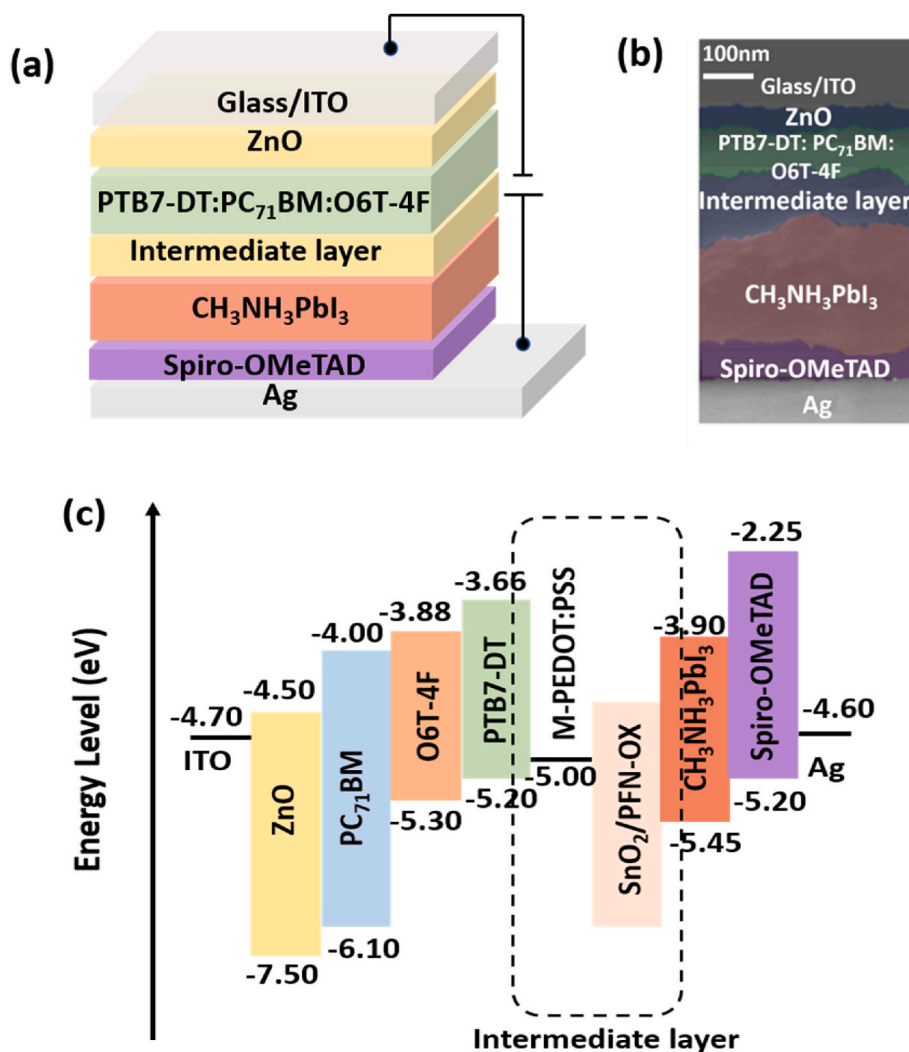 (a)
Glass/ITO
ZnO
PTB7-DT:PC₇₁BM:O6T-4F
Intermediate layer
CH₃NH₃PbI₃
Spiro-OMeTAD
Ag
(b)
100nm
Glass/ITO
ZnO
PTB7-DT: PC₇₁BM:
O6T-4F
Intermediate layer
CH₃NH₃PbI₃
Spiro-OMeTAD
Ag
(c)
Energy Level (eV)
-4.70
ITO
-4.50
ZnO
-7.50
-4.00
PC₇₁BM
-6.10
-3.88
O6T-4F
-5.30
-3.66
PTB7-DT
-5.20
M-PEDOT:PSS
-5.00
SnO₂/PFN-OX
-3.90
CH₃NH₃PbI₃
-5.45
-2.25
Spiro-OMeTAD
-5.20
-4.60
Ag
Intermediate layer